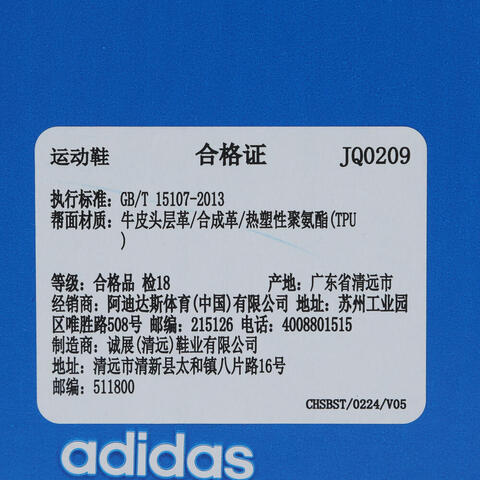 运动鞋 合格证 JQ0209
执行标准: GB/T 15107-2013
帮面材质: 牛皮头层革/合成革/热塑性聚氨酯(TPU
)
等级: 合格品 检18 产地: 广东省清远市
经销商: 阿迪达斯体育(中国)有限公司 地址: 苏州工业园
区唯胜路508号 邮编: 215126 电话: 4008801515
制造商: 诚展(清远)鞋业有限公司
地址: 清远市清新县太和镇八片路16号
邮编: 511800
CHSBST/0224/V05
adidas